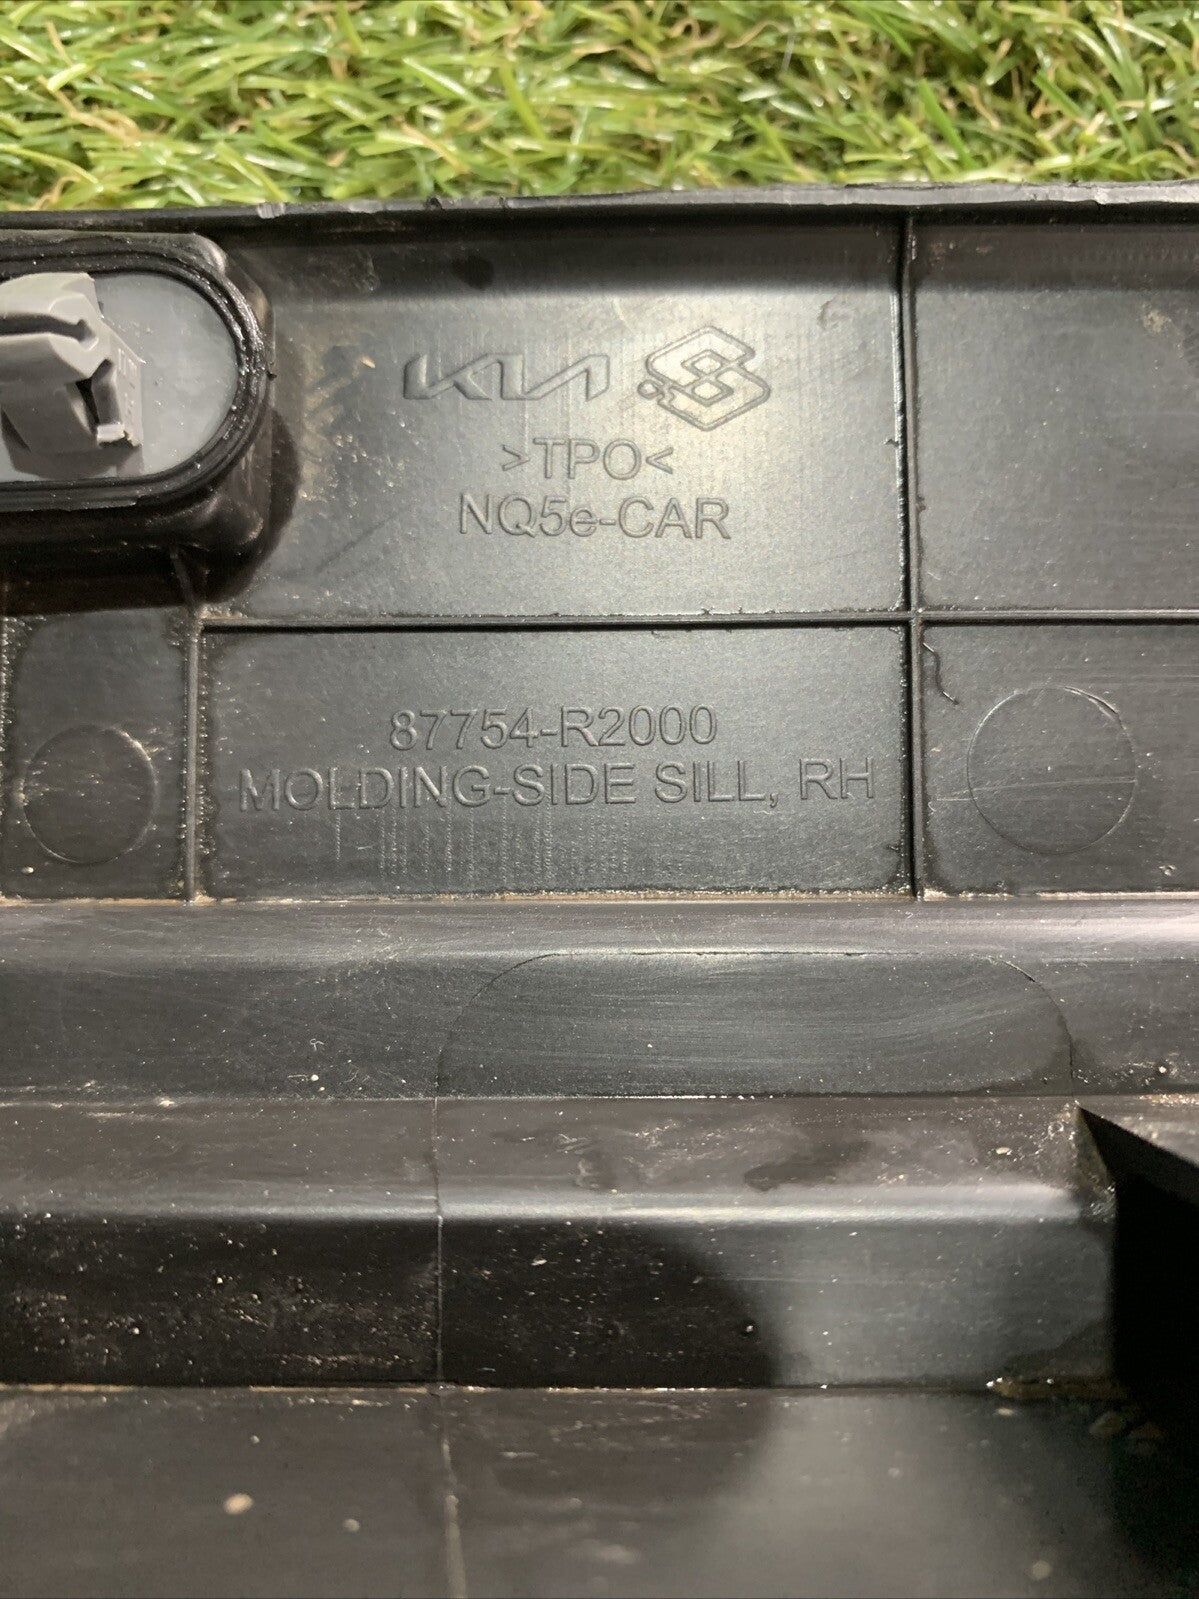 KIA
>TPO<
NQ5e-CAR
87754-R2000
MOLDING-SIDE SILL, RH